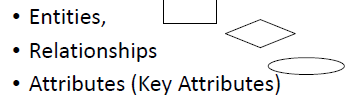 • Entities,
• Relationships
• Attributes (Key Attributes)